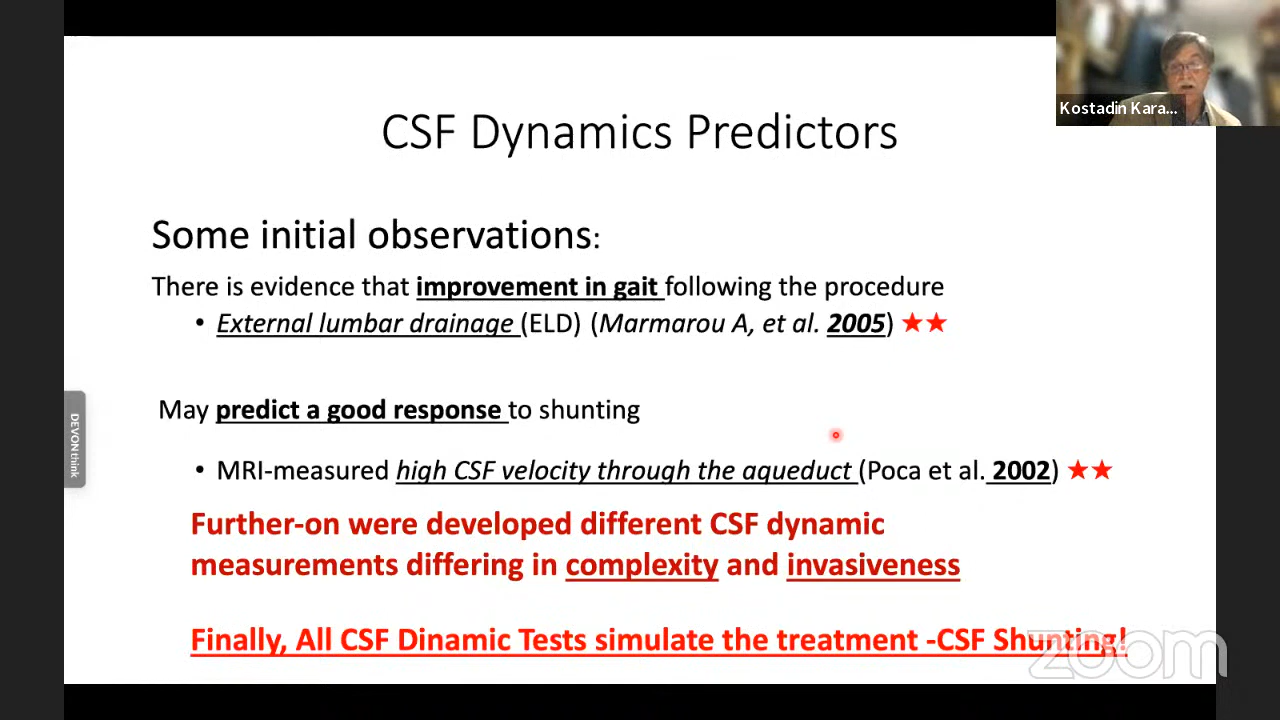 Kostadin Kara...
CSF Dynamics Predictors
Some initial observations:
There is evidence that improvement in gait following the procedure
• External lumbar drainage (ELD) (Marmarou A, et al. 2005) ★★
May predict a good response to shunting
• MRI-measured high CSF velocity through the aqueduct (Poca et al. 2002) ★★
Further-on were developed different CSF dynamic
measurements differing in complexity and invasiveness
Finally, All CSF Dinamic Tests simulate the treatment -CSF Shunting!
DEVONthink
zoom